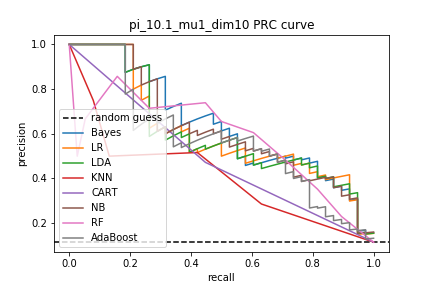 pi_10.1_mu1_dim10 PRC curve
1.0
0.8
0.6
0.4
0.2
precision
random guess
Bayes
LR
LDA
KNN
CART
NB
RF
AdaBoost
0.0
0.2
0.4
0.6
0.8
1.0
recall